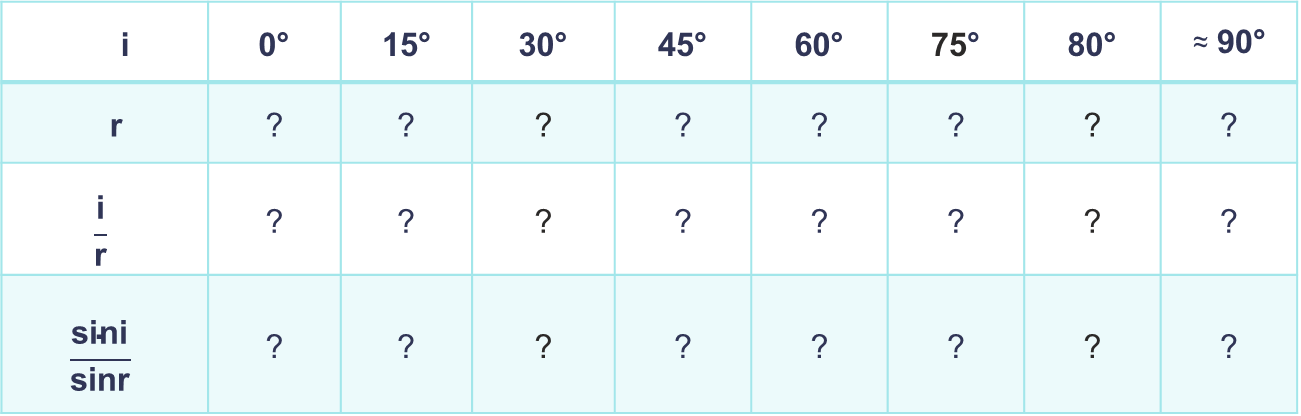 i 0° 15° 30° 45° 60° 75° 80° ≈ 90°
r ? ? ? ? ? ? ? ?
i
r ? ? ? ? ? ? ? ?
sini
sinr ? ? ? ? ? ? ? ?